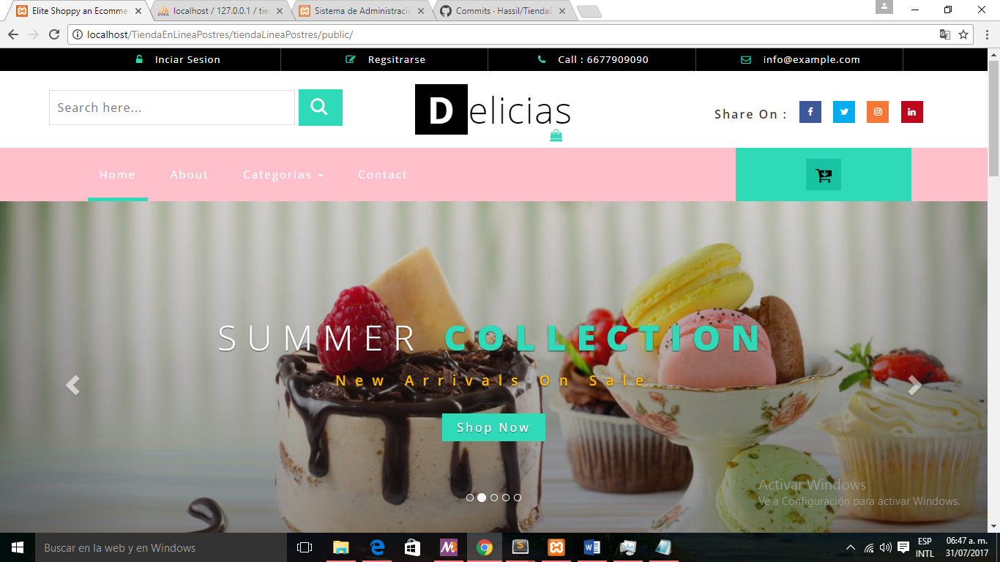 Elite Shoppy an Ecomme
localhost / 127.0.0.1 / tie
Sistema de Administració
Commits - Hassil/TiendaE
localhost/TiendaEnLineaPostres/tiendaLineaPostres/public/
Inciar Sesion
Regsitrarse
Call : 6677909090
info@example.com
Search here...
Delicias
Share On :
Home
About
Categorias
Contact
SUMMER COLLECTION
New Arrivals On Sale
Shop Now
Activar Windows
Ve a Configuración para activar Windows.
Buscar en la web y en Windows
ESP
INTL
06:47 a. m.
31/07/2017